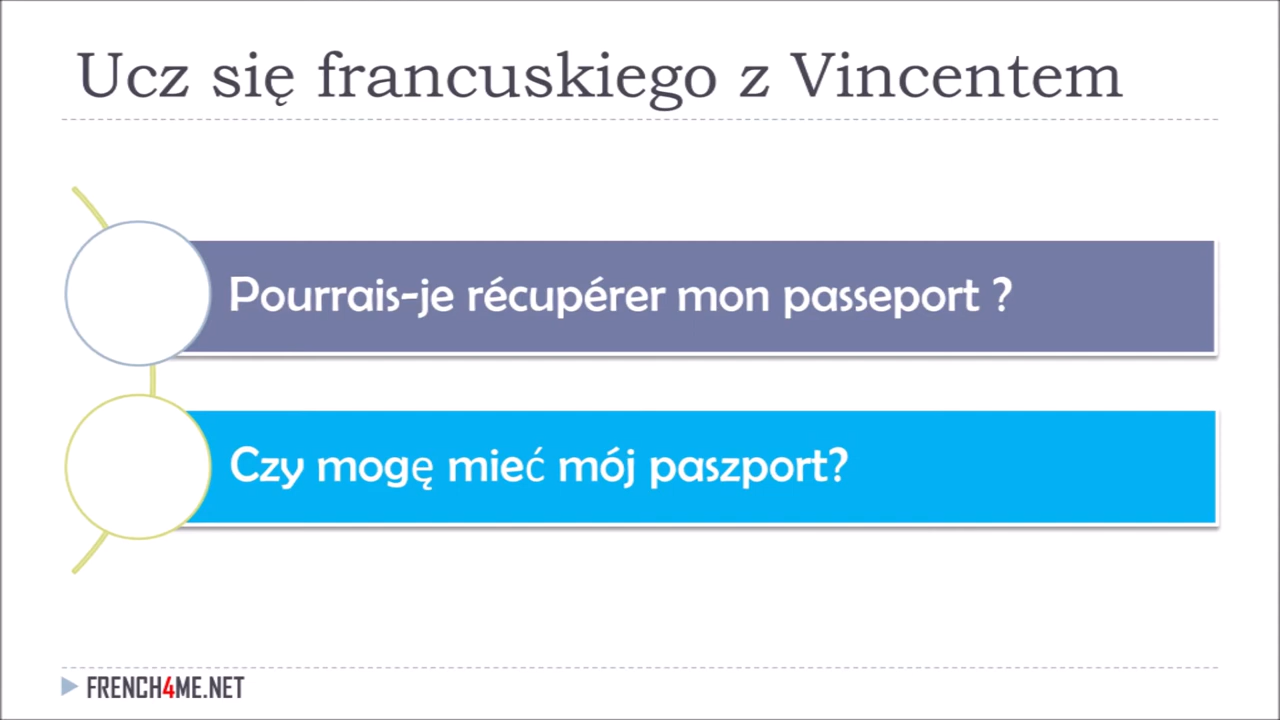 Ucz się francuskiego z Vincentem
Pourrais-je récupérer mon passeport ?
Czy mogę mieć mój paszport?
FRENCH4ME.NET